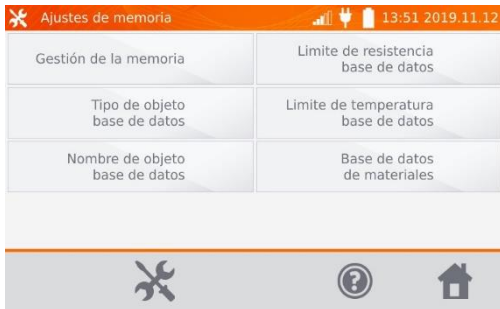 Ajustes de memoria
13:51 2019.11.12
Gestión de la memoria
Limite de resistencia
base de datos
Tipo de objeto
base de datos
Limite de temperatura
base de datos
Nombre de objeto
base de datos
Base de datos
de materiales
?